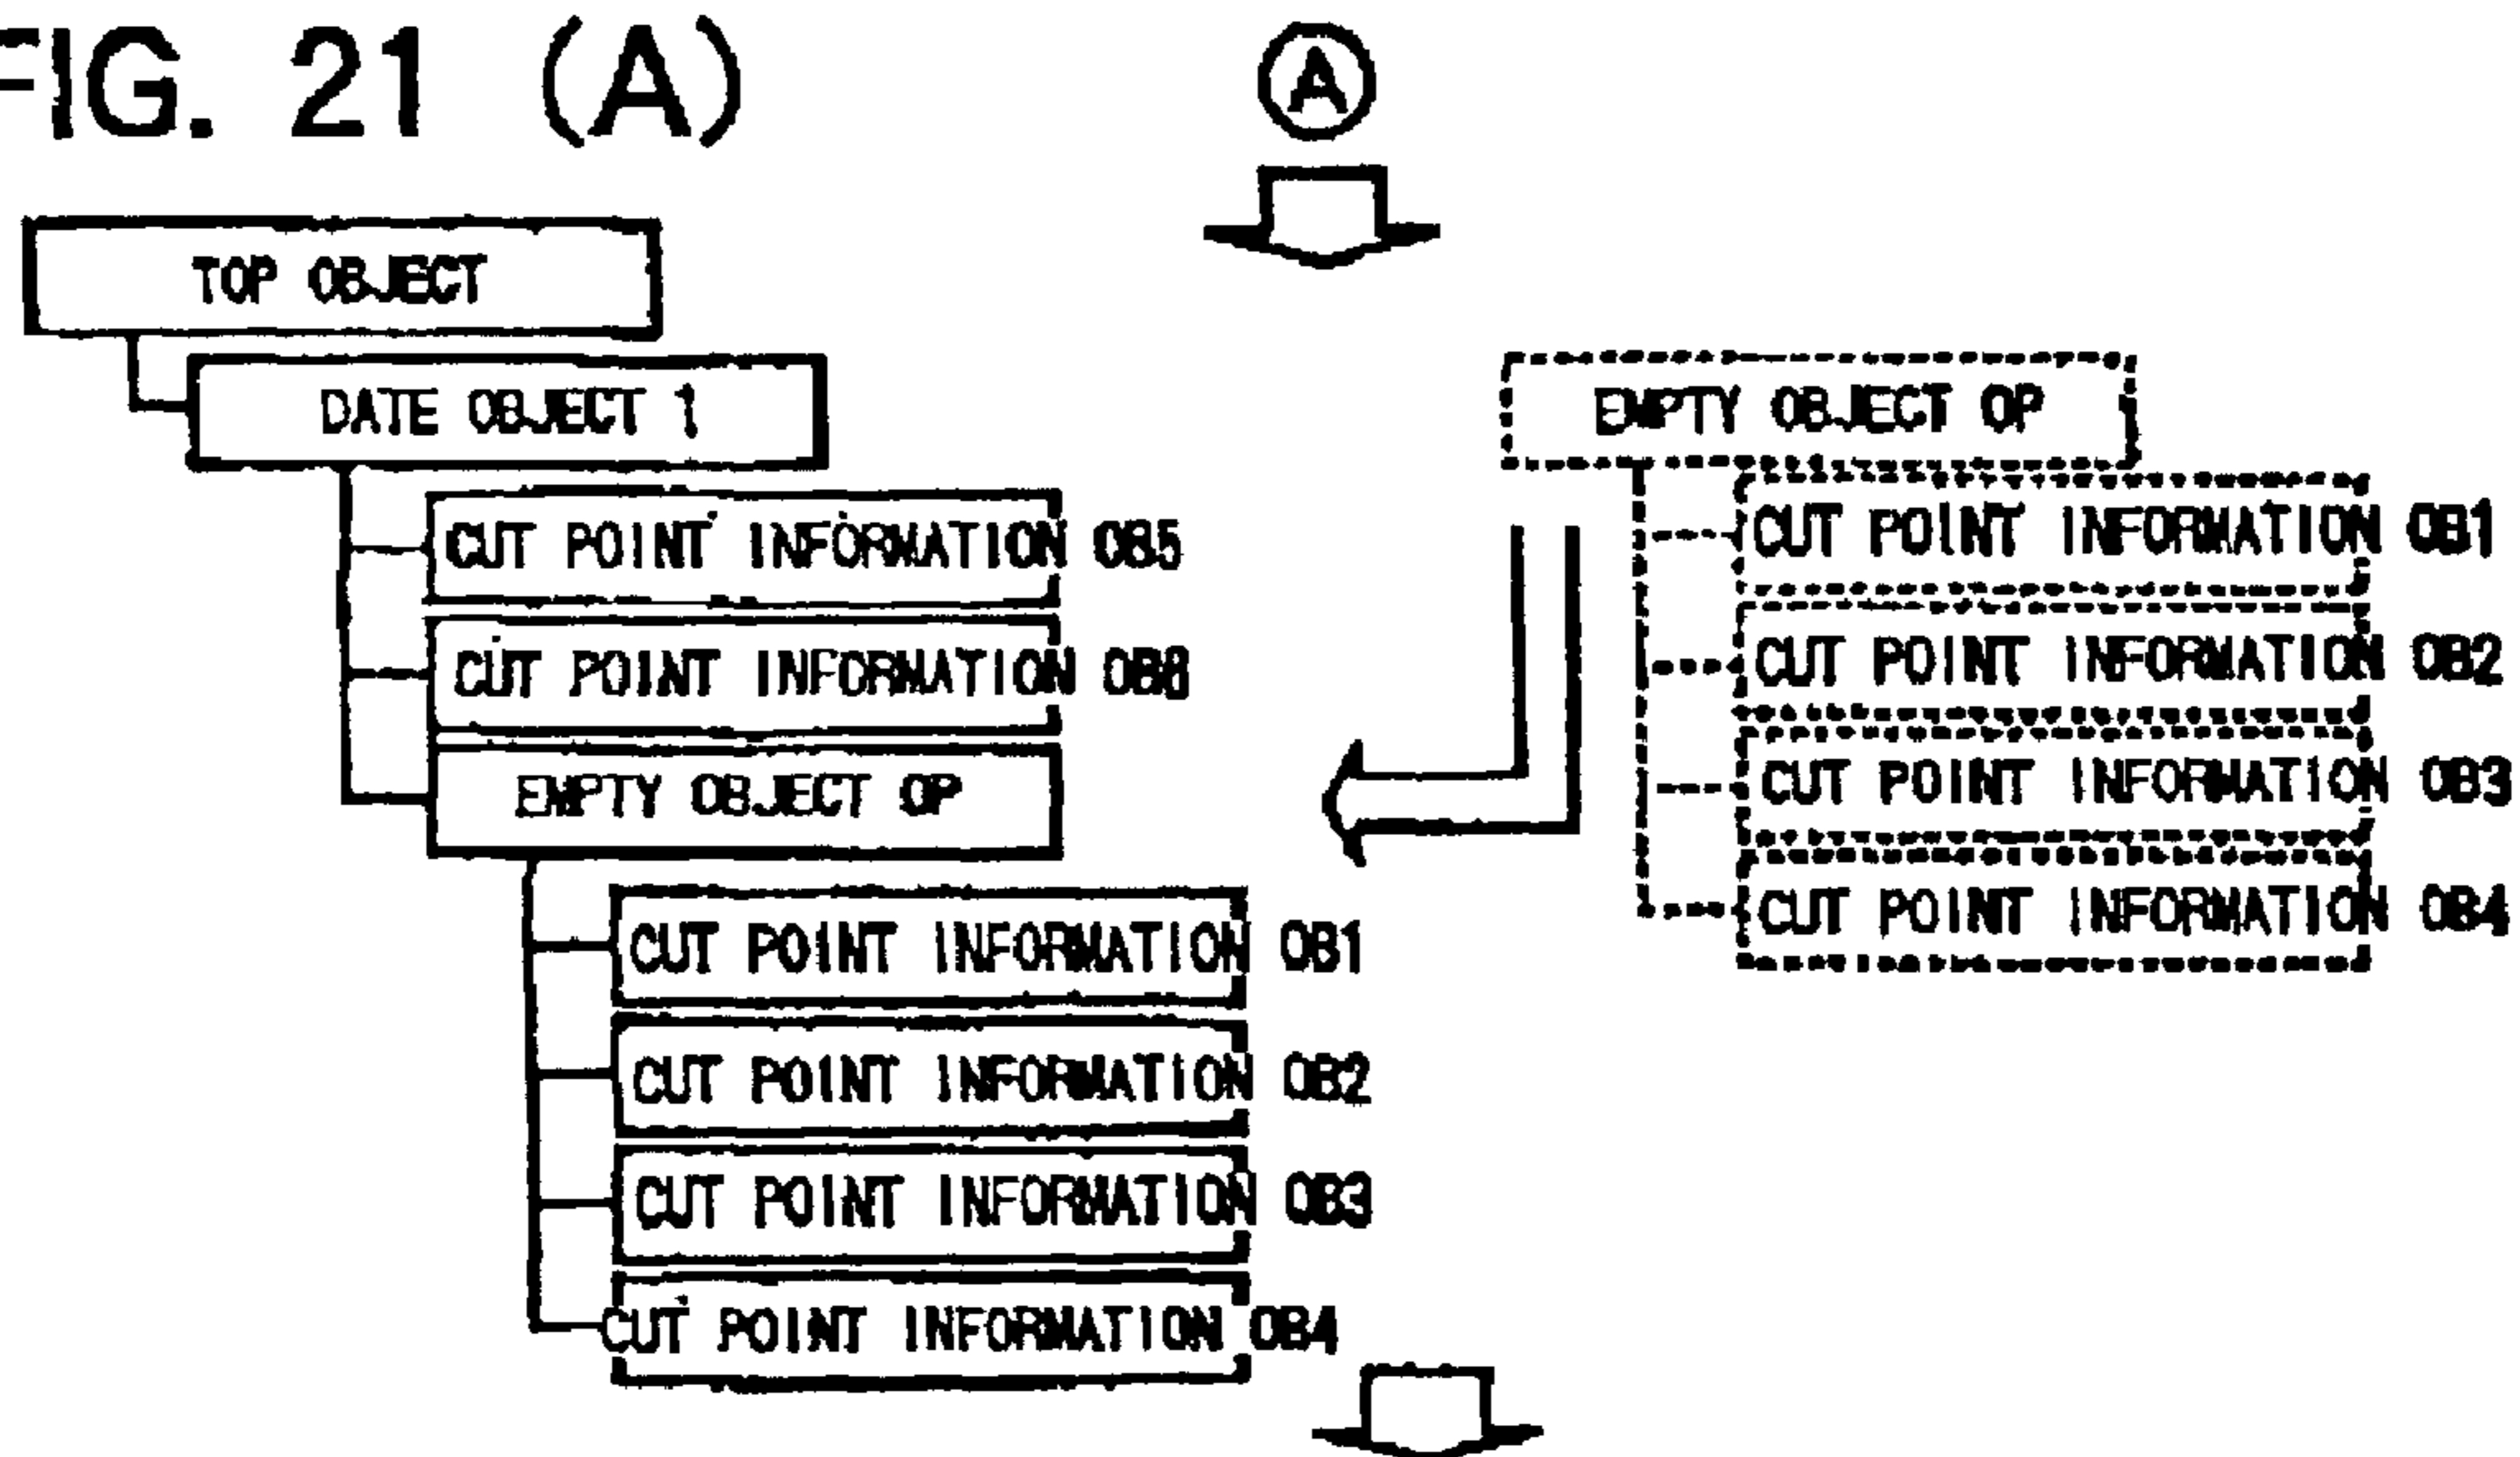 FIG. 21 (A)
A
TOP OBJECT
DATE OBJECT 1
CUT POINT INFORMATION OB5
CUT POINT INFORMATION OB8
EMPTY OBJECT OP
CUT POINT INFORMATION OB1
CUT POINT INFORMATION OB2
CUT POINT INFORMATION OB3
CUT POINT INFORMATION OB4
EMPTY OBJECT OP
CUT POINT INFORMATION OB1
CUT POINT INFORMATION OB2
CUT POINT INFORMATION OB3
CUT POINT INFORMATION OB4